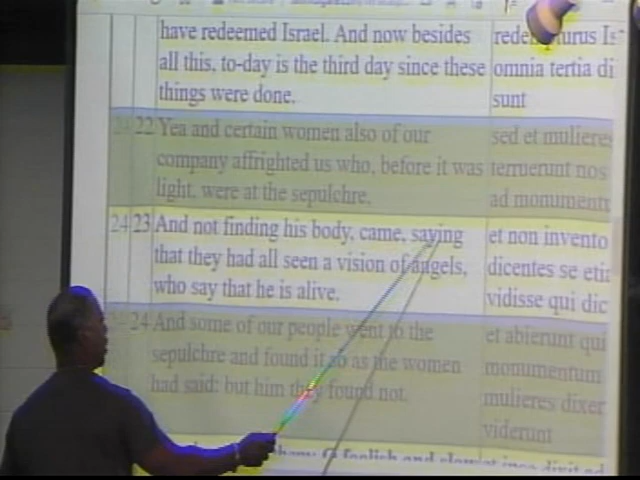 have redeemed Israel. And now besides
all this, to-day is the third day since these
things were done.
omnia tertia di
sunt
22 Yea and certain women also of our
company affrighted us who, before it was
light, were at the sepulchre,
sed et mulieres
terruerunt nos
ad monument
24 23 And not finding his body, came, saying
that they had all seen a vision of angels,
who say that he is alive.
et non invento
dicentes se etia
vidisse qui dic
24 And some of our people went to the
sepulchre and found it so as the women
had said: but him they found not.
et abierunt qui
monumentum
mulieres dixer
viderunt